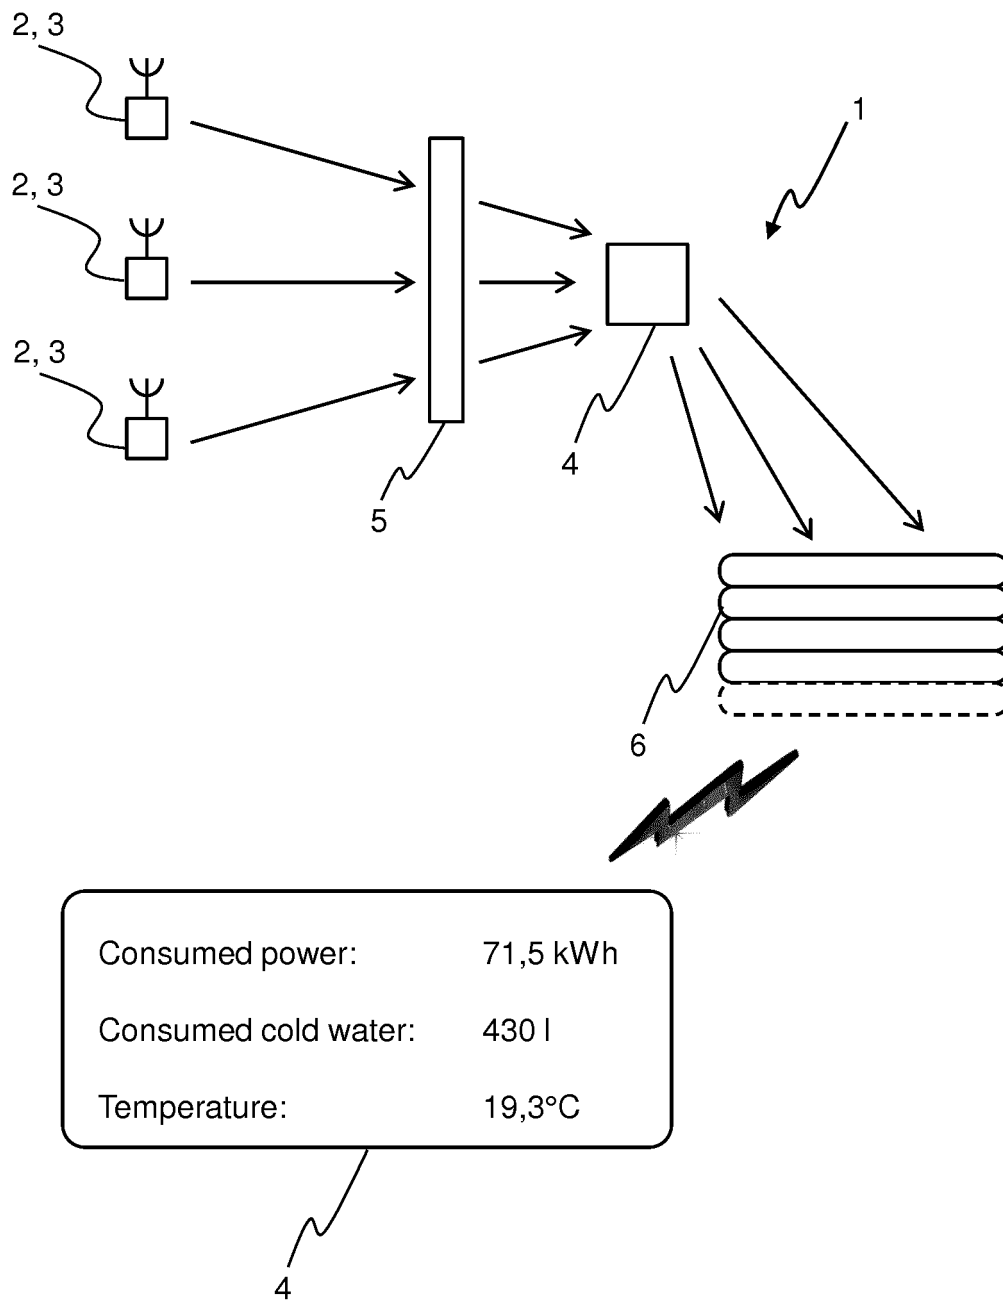 2, 3
1
2, 3
2, 3
4
5
6
Consumed power: 71,5 kWh
Consumed cold water: 430 l
Temperature: 19,3°C
4